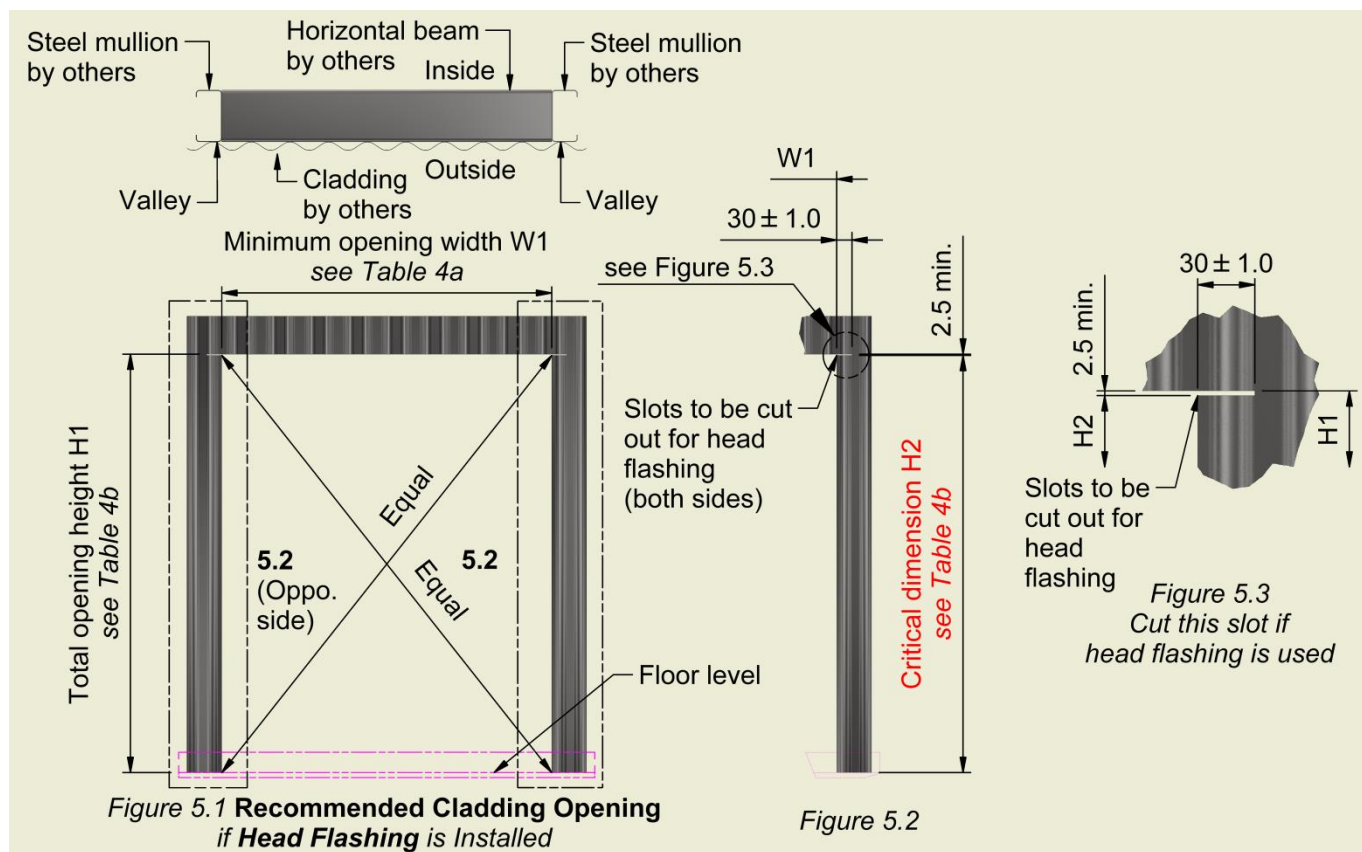 Steel mullion
by others
Horizontal beam
by others
Inside
Steel mullion
by others
Valley
Cladding
by others
Outside
Valley
Minimum opening width W1
see Table 4a
Total opening height H1
see Table 4b
Equal
Equal
5.2
(Oppo.
side)
5.2
Floor level
Figure 5.1 Recommended Cladding Opening
if Head Flashing is Installed
W1
30 ± 1.0
see Figure 5.3
2.5 min.
Slots to be cut
out for head
flashing
(both sides)
Critical dimension H2
see Table 4b
Figure 5.2
30 ± 1.0
2.5 min.
H2
H1
Slots to be
cut out for
head
flashing
Figure 5.3
Cut this slot if
head flashing is used